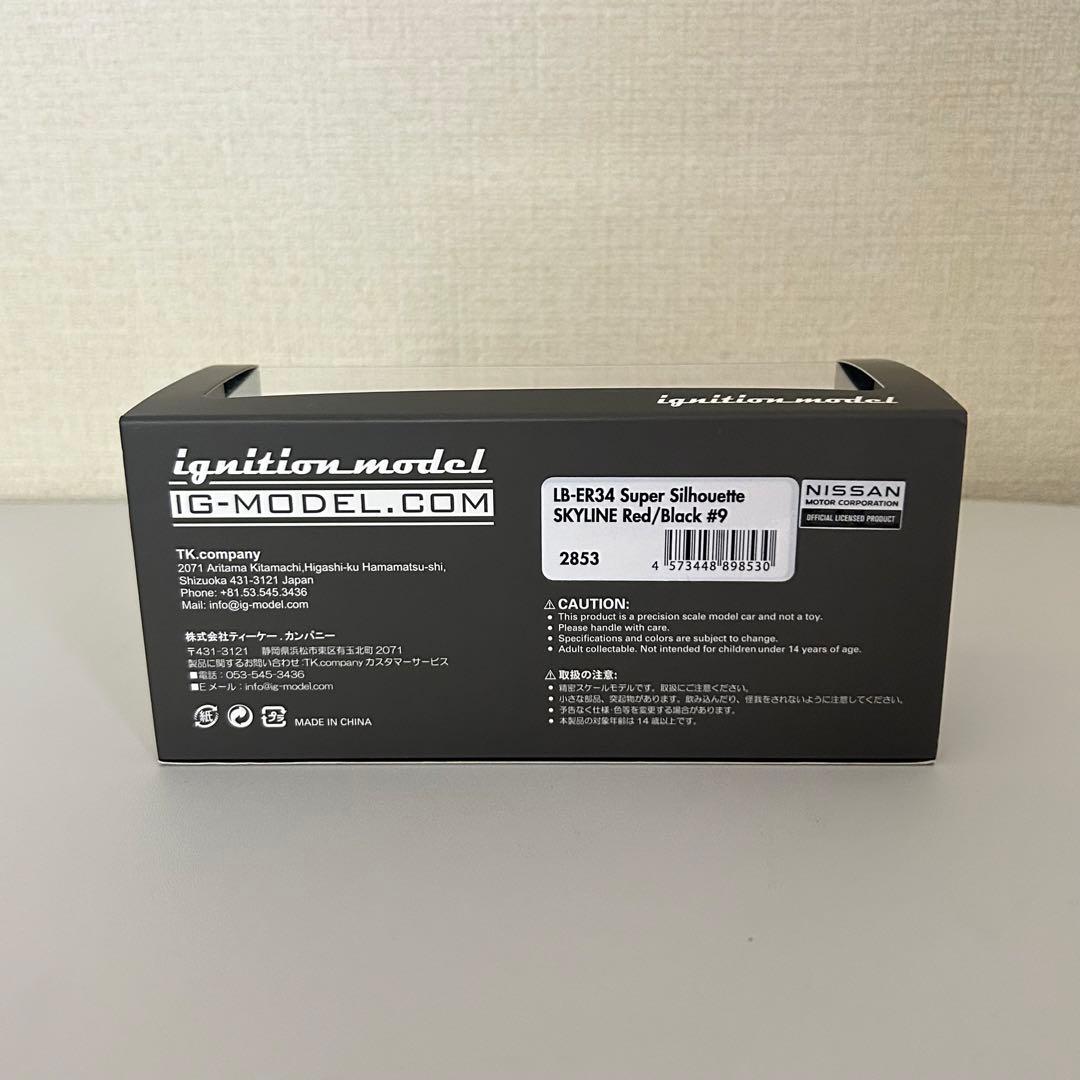 ignition model
ignition model
IG-MODEL.COM
TK.company
2071 Aritama Kitamachi,Higashi-ku Hamamatsu-shi,
Shizuoka 431-3121 Japan
Phone: +81.53.545.3436
Mail: info@ig-model.com
株式会社ティーケー.カンパニー
〒431-3121 静岡県浜松市東区有玉北町2071
製品に関するお問い合わせ:TK.company カスタマーサービス
■電話:053-545-3436
■Eメール:info@ig-model.com
紙 プラ MADE IN CHINA
LB-ER34 Super Silhouette
SKYLINE Red/Black #9
2853
4 573448 898530
NISSAN
MOTOR CORPORATION
OFFICIAL LICENSED PRODUCT
⚠CAUTION:
• This product is a precision scale model car and not a toy.
• Please handle with care.
• Specifications and colors are subject to change.
• Adult collectable. Not intended for children under 14 years of age.
⚠取扱の注意:
• 精密スケールモデルです。取扱にご注意ください。
• 小さな部品、突起物があります。飲み込んだり、怪我をされないように注意してください。
• 予告なく仕様・色等を変更する場合があります。
• 本製品の対象年齢は14歳以上です。